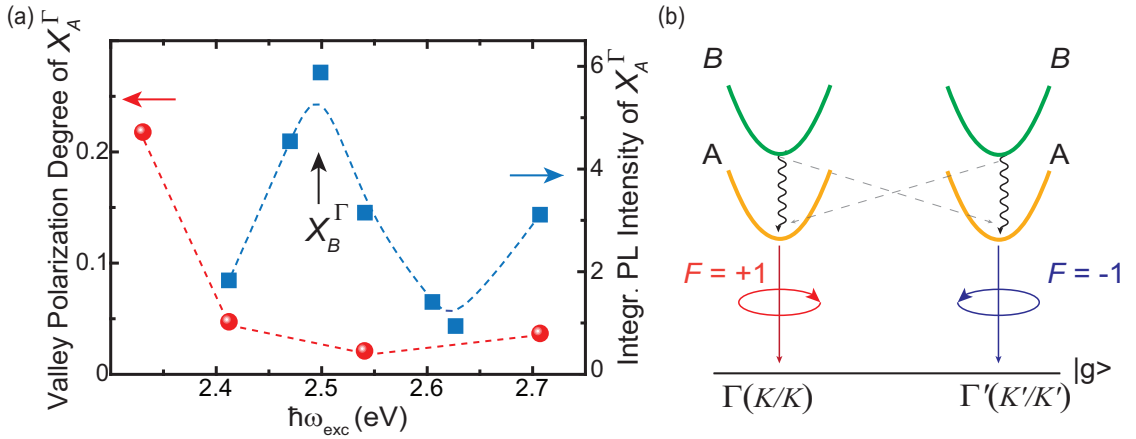 (a)
Valley Polarization Degree of X_A^Γ
0.2
0.1
0
2.4
2.5
2.6
2.7
ħω_exc (eV)
X_B^Γ
6
4
2
0
Integr. PL Intensity of X_A^Γ
(b)
B
B
A
A
F = +1
F = -1
|g>
Γ(K/K)
Γ'(K'/K')